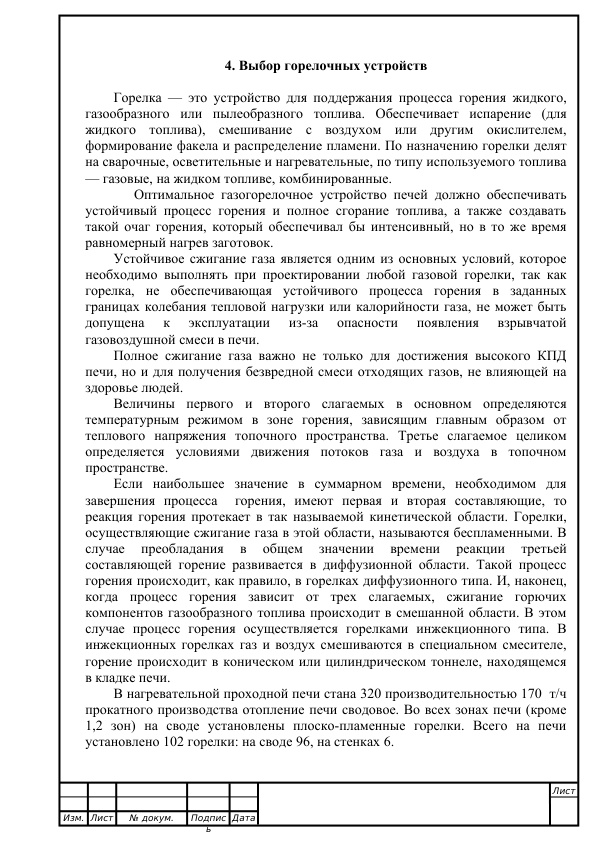 4. Выбор горелочных устройств
Горелка — это устройство для поддержания процесса горения жидкого,
газообразного или пылеобразного топлива. Обеспечивает испарение (для
жидкого топлива), смешивание с воздухом или другим окислителем,
формирование факела и распределение пламени. По назначению горелки делят
на сварочные, осветительные и нагревательные, по типу используемого топлива
— газовые, на жидком топливе, комбинированные.
Оптимальное газогорелочное устройство печей должно обеспечивать
устойчивый процесс горения и полное сгорание топлива, а также создавать
такой очаг горения, который обеспечивал бы интенсивный, но в то же время
равномерный нагрев заготовок.
Устойчивое сжигание газа является одним из основных условий, которое
необходимо выполнять при проектировании любой газовой горелки, так как
горелка, не обеспечивающая устойчивого процесса горения в заданных
границах колебания тепловой нагрузки или калорийности газа, не может быть
допущена к эксплуатации из-за опасности появления взрывчатой
газовоздушной смеси в печи.
Полное сжигание газа важно не только для достижения высокого КПД
печи, но и для получения безвредной смеси отходящих газов, не влияющей на
здоровье людей.
Величины первого и второго слагаемых в основном определяются
температурным режимом в зоне горения, зависящим главным образом от
теплового напряжения топочного пространства. Третье слагаемое целиком
определяется условиями движения потоков газа и воздуха в топочном
пространстве.
Если наибольшее значение в суммарном времени, необходимом для
завершения процесса горения, имеют первая и вторая составляющие, то
реакция горения протекает в так называемой кинетической области. Горелки,
осуществляющие сжигание газа в этой области, называются беспламенными. В
случае преобладания в общем значении времени реакции третьей
составляющей горение развивается в диффузионной области. Такой процесс
горения происходит, как правило, в горелках диффузионного типа. И, наконец,
когда процесс горения зависит от трех слагаемых, сжигание горючих
компонентов газообразного топлива происходит в смешанной области. В этом
случае процесс горения осуществляется горелками инжекционного типа. В
инжекционных горелках газ и воздух смешиваются в специальном смесителе,
горение происходит в коническом или цилиндрическом тоннеле, находящемся
в кладке печи.
В нагревательной проходной печи стана 320 производительностью 170 т/ч
прокатного производства отопление печи сводовое. Во всех зонах печи (кроме
1,2 зон) на своде установлены плоско-пламенные горелки. Всего на печи
установлено 102 горелки: на своде 96, на стенках 6.
Лист
Изм. Лист № докум. Подпис Дата
ь